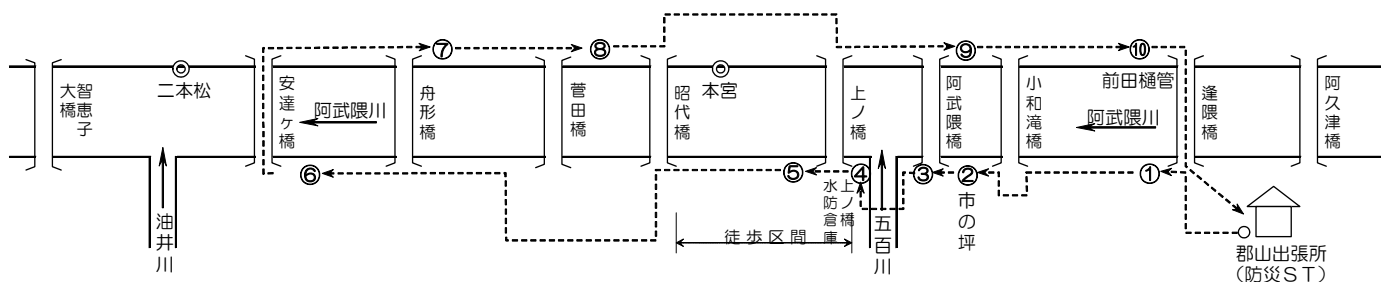 ⑦
⑧
⑨
⑩
智恵子
大橋
二本松
安達ヶ橋
阿武隈川
舟形橋
菅田橋
昭代橋
本宮
上ノ橋
阿武隈橋
小和滝橋
前田樋管
阿武隈川
逢隈橋
阿久津橋
⑥
⑤
④
③
②
①
上ノ橋
水防倉庫
市の坪
油井川
徒歩区間
五百川
郡山出張所
(防災ST)